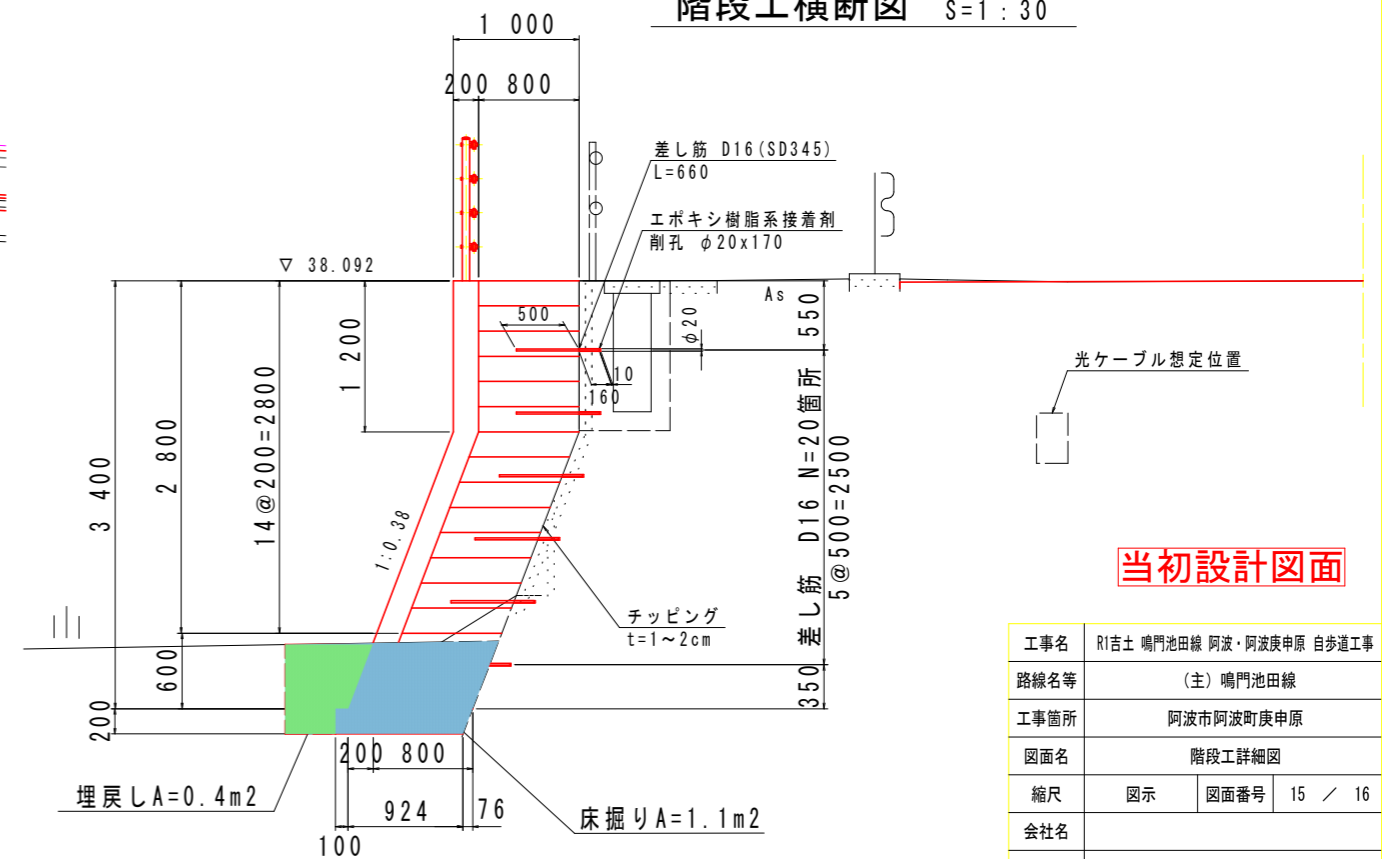 階段工横断図 S=1:30
1 000
200 800
差し筋 D16(SD345)
L=660
エポキシ樹脂系接着剤
削孔 φ20x170
▽ 38.092
As
500
φ20
550
1 200
10
160
光ケーブル想定位置
14@200=2800
2 800
3 400
差し筋 D16 N=20箇所
5@500=2500
1:0.38
当初設計図面
チッピング
t=1~2cm
600
350
200
200 800
埋戻しA=0.4m2
924 76
床掘りA=1.1m2
100
工事名 R1吉土 鳴門池田線 阿波・阿波庚申原 自歩道工事
路線名等 (主)鳴門池田線
工事箇所 阿波市阿波町庚申原
図面名 階段工詳細図
縮尺 図示 図面番号 15 / 16
会社名